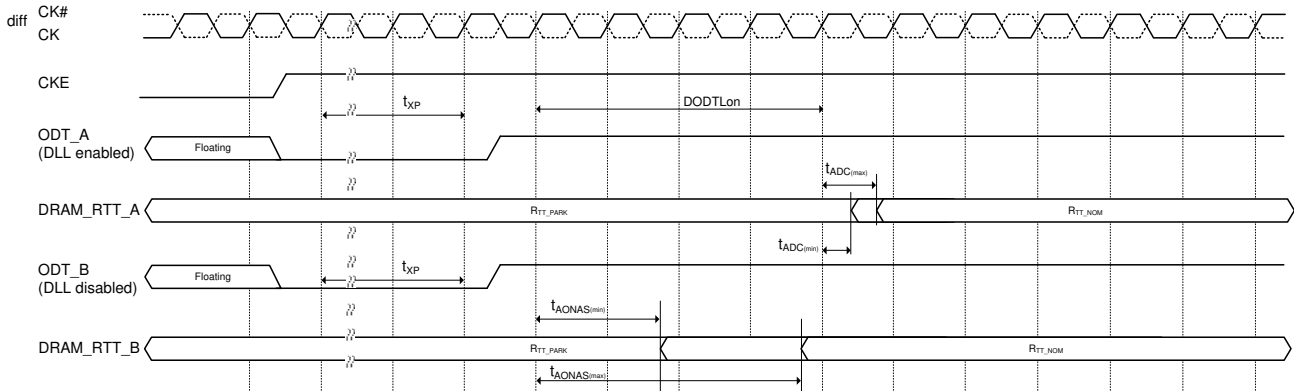 diff CK#
CK
CKE
tXP DODTLon
ODT_A
(DLL enabled)
Floating
tADC(max)
DRAM_RTT_A RTT_PARK RTT_NOM
tADC(min)
ODT_B
(DLL disabled)
Floating tXP
tAONAS(min)
DRAM_RTT_B RTT_PARK RTT_NOM
tAONAS(max)